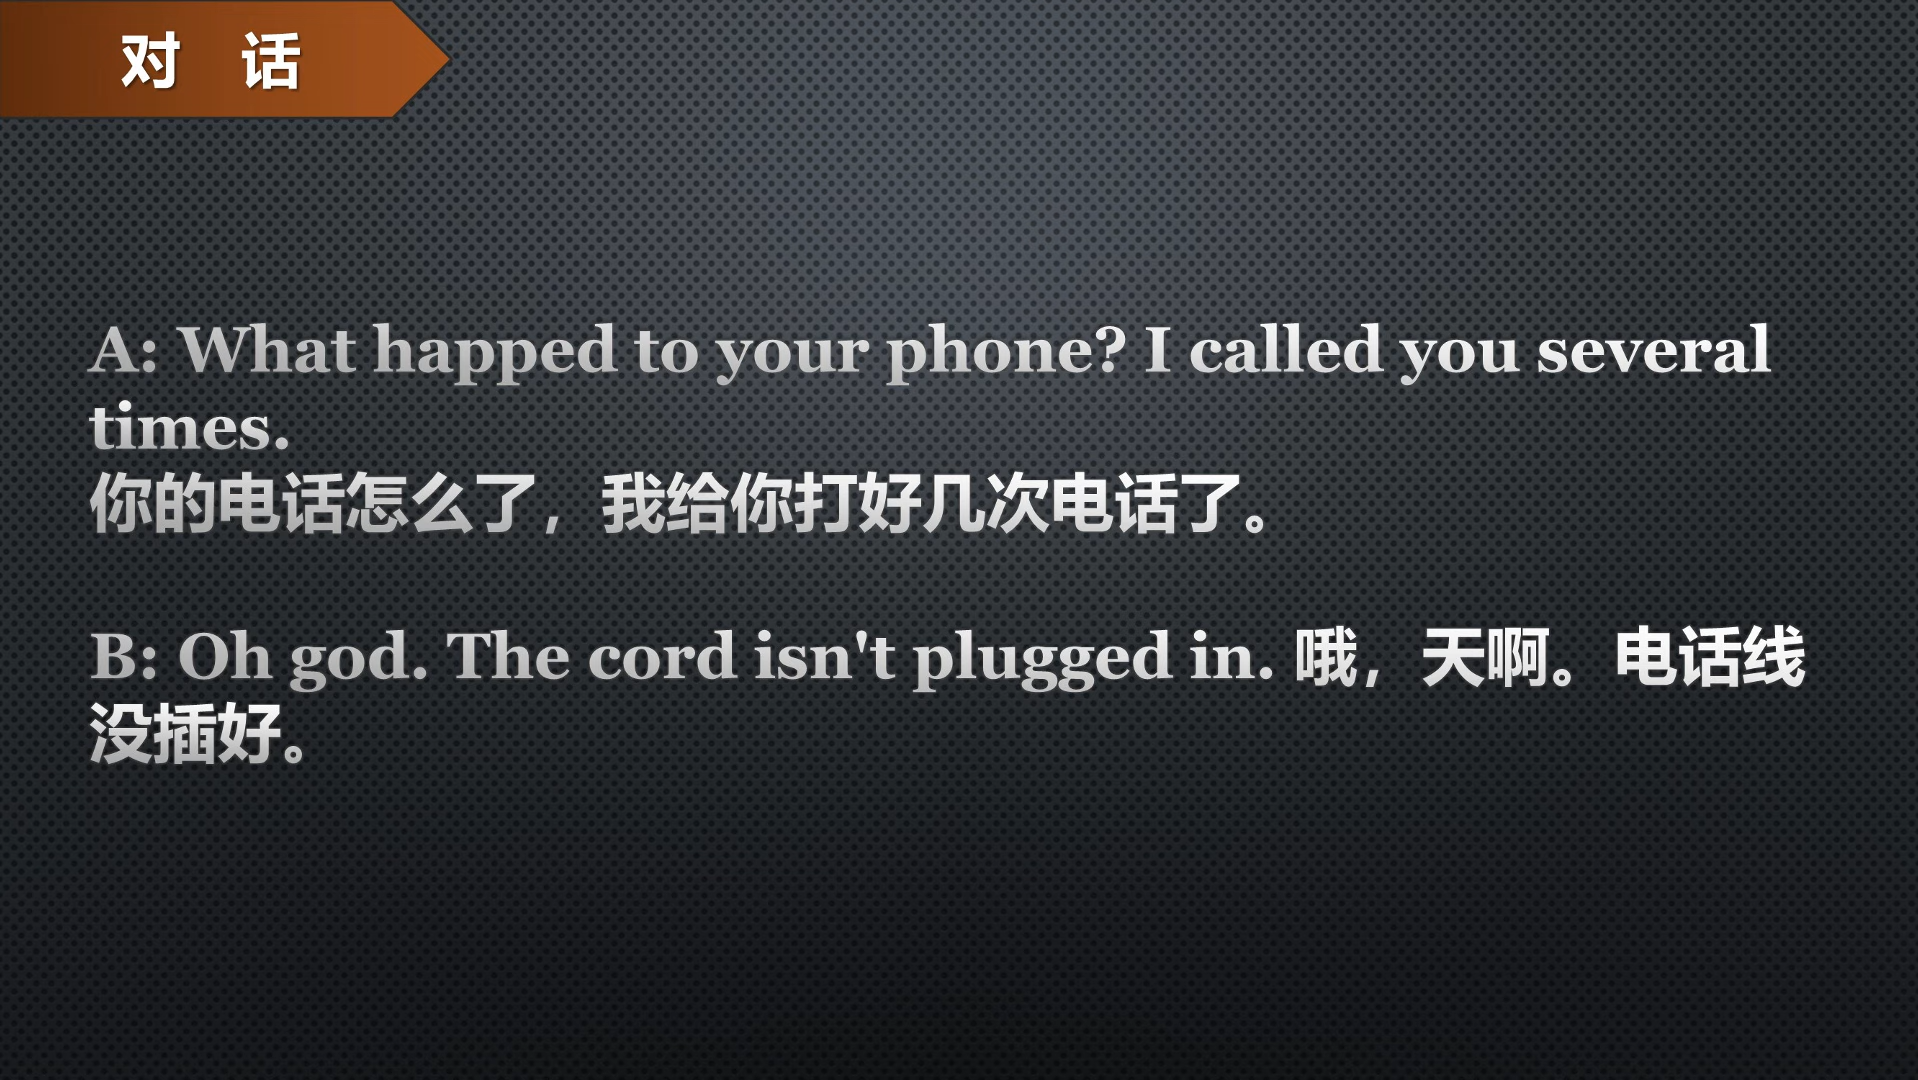 对 话
A: What happed to your phone? I called you several
times.
你的电话怎么了，我给你打好几次电话了。
B: Oh god. The cord isn't plugged in. 哦，天啊。电话线
没插好。